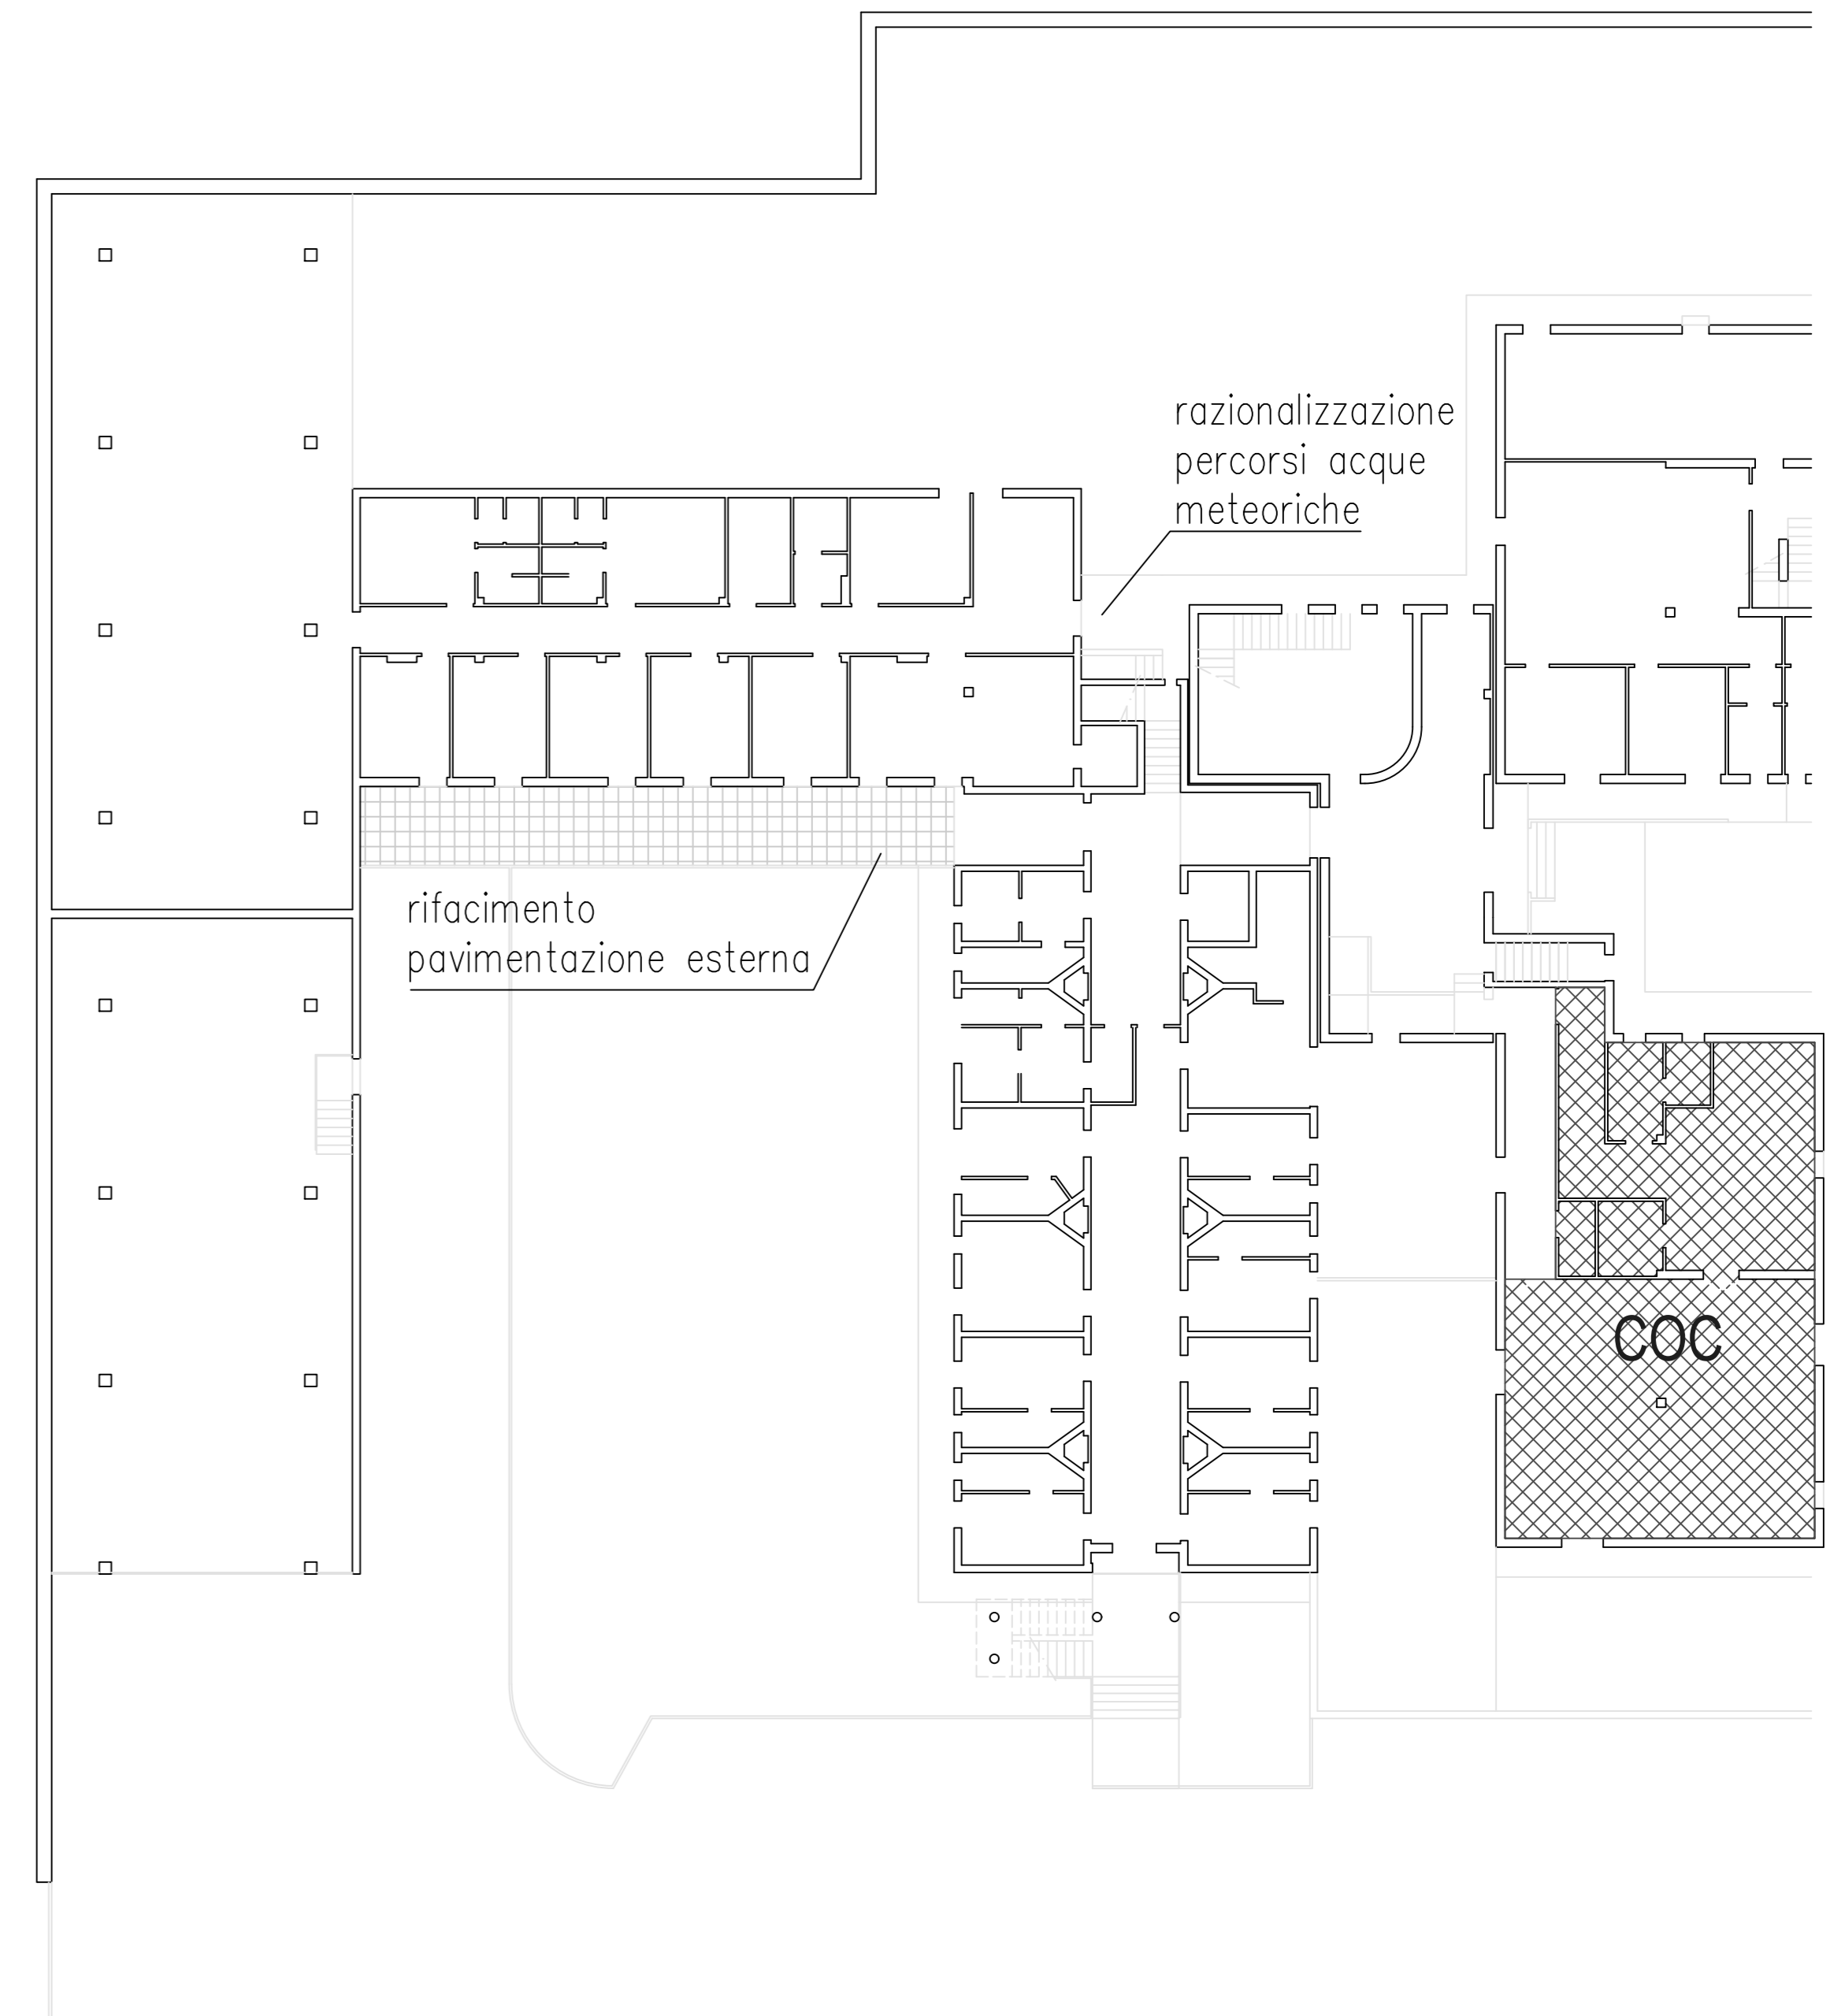 razionalizzazione
percorsi acque
meteoriche
rifacimento
pavimentazione esterna
COC